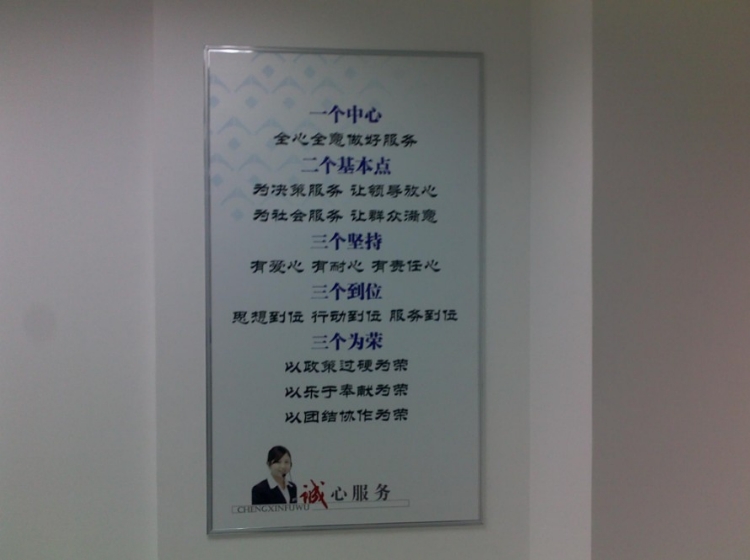 一个中心
全心全意做好服务
二个基本点
为决策服务 让领导放心
为社会服务 让群众满意
三个坚持
有爱心 有耐心 有责任心
三个到位
思想到位 行动到位 服务到位
三个为荣
以政策过硬为荣
以乐于奉献为荣
以团结协作为荣
诚心服务
CHENGXINFUWU